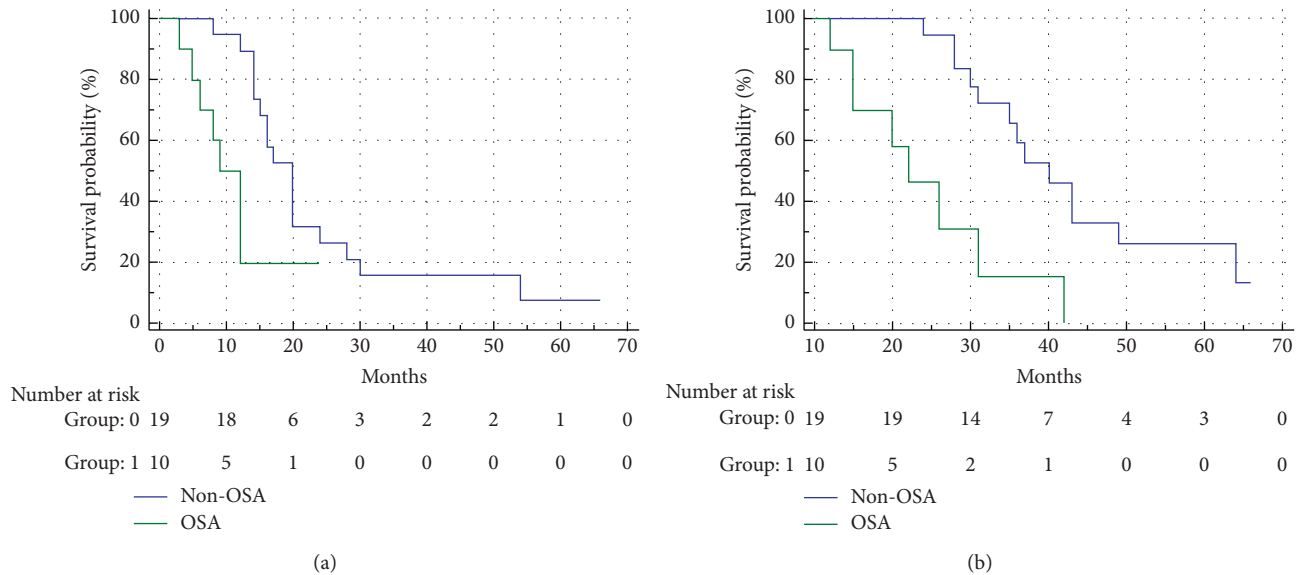 100
80
60
40
20
0
Survival probability (%)
0 10 20 30 40 50 60 70
Months
Number at risk
Group: 0 19 18 6 3 2 2 1 0
Group: 1 10 5 1 0 0 0 0 0
Non-OSA
OSA
(a)
100
80
60
40
20
0
Survival probability (%)
10 20 30 40 50 60 70
Months
Number at risk
Group: 0 19 19 14 7 4 3 0
Group: 1 10 5 2 1 0 0 0
Non-OSA
OSA
(b)